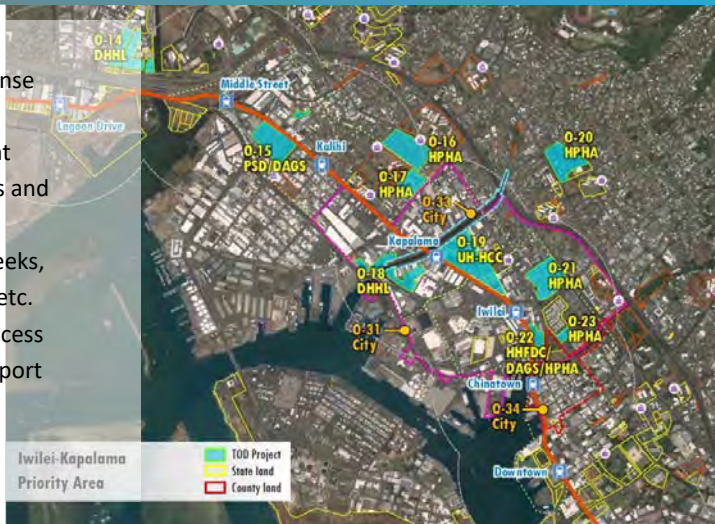 nse
at
s and
eeks,
etc.
cess
port
O-14
DHHL
Lagoon Drive
Middle Street
O-15
PSD/DAGS
Kalihi
O-16
HPHA
O-17
HPHA
O-20
HPHA
O-33
City
Kapalama
O-19
UH-HCC
O-18
DHHL
O-21
HPHA
Iwilei
O-31
City
O-23
HPHA
O-22
HHFDC/
DAGS/HPHA
Chinatown
O-34
City
Downtown
Iwilei-Kapalama
Priority Area
TOD Project
State land
County land